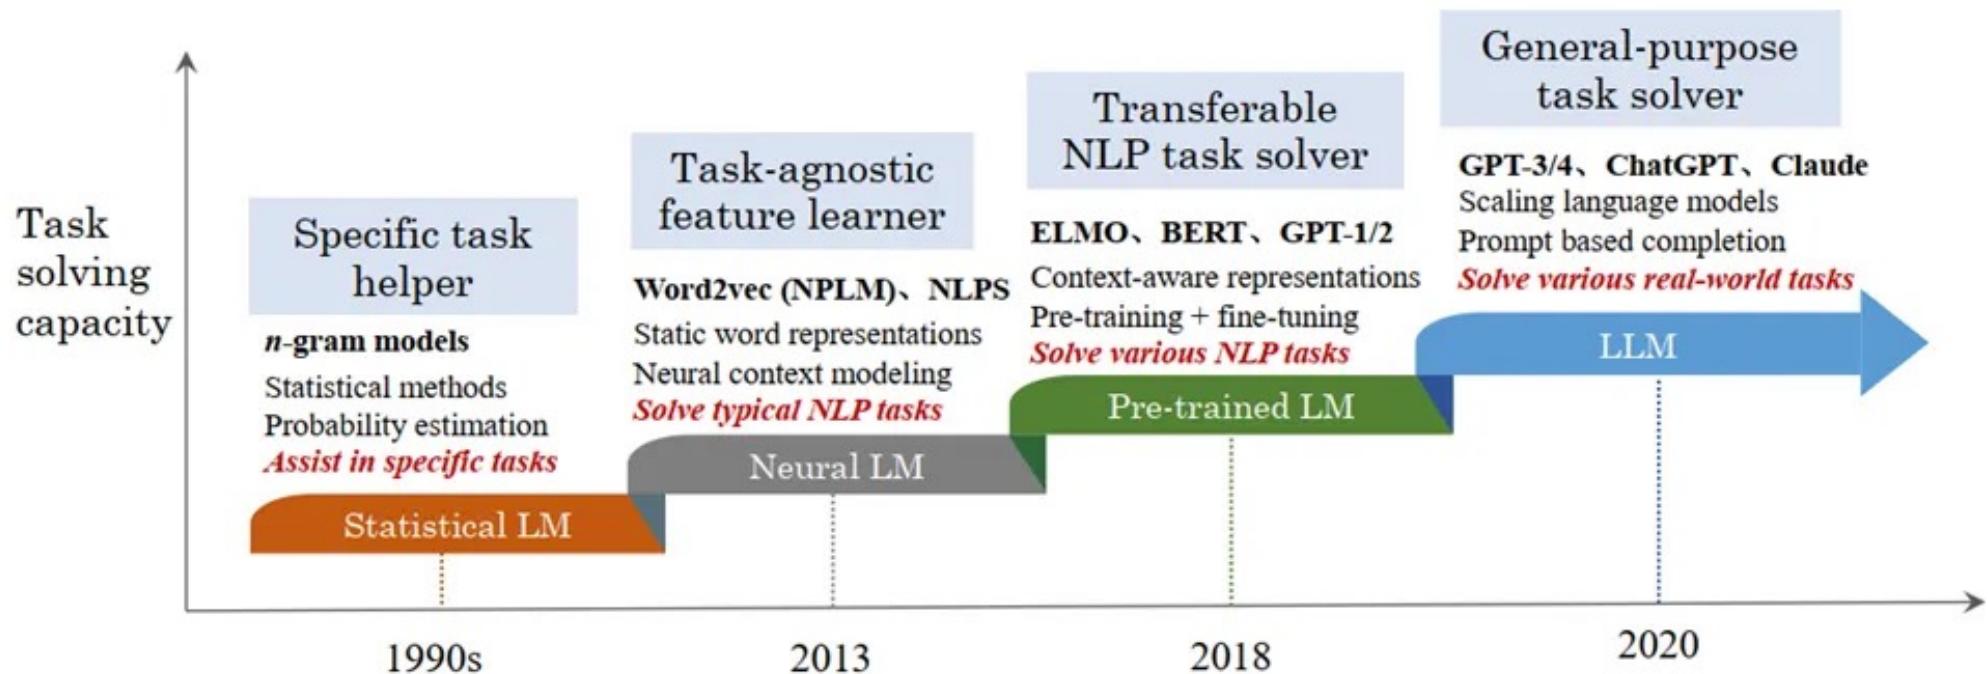 Task
solving
capacity
Specific task
helper
n-gram models
Statistical methods
Probability estimation
Assist in specific tasks
Statistical LM
1990s
Task-agnostic
feature learner
Word2vec (NPLM)、NLPS
Static word representations
Neural context modeling
Solve typical NLP tasks
Neural LM
2013
Transferable
NLP task solver
ELMO、BERT、GPT-1/2
Context-aware representations
Pre-training + fine-tuning
Solve various NLP tasks
Pre-trained LM
2018
General-purpose
task solver
GPT-3/4、ChatGPT、Claude
Scaling language models
Prompt based completion
Solve various real-world tasks
LLM
2020